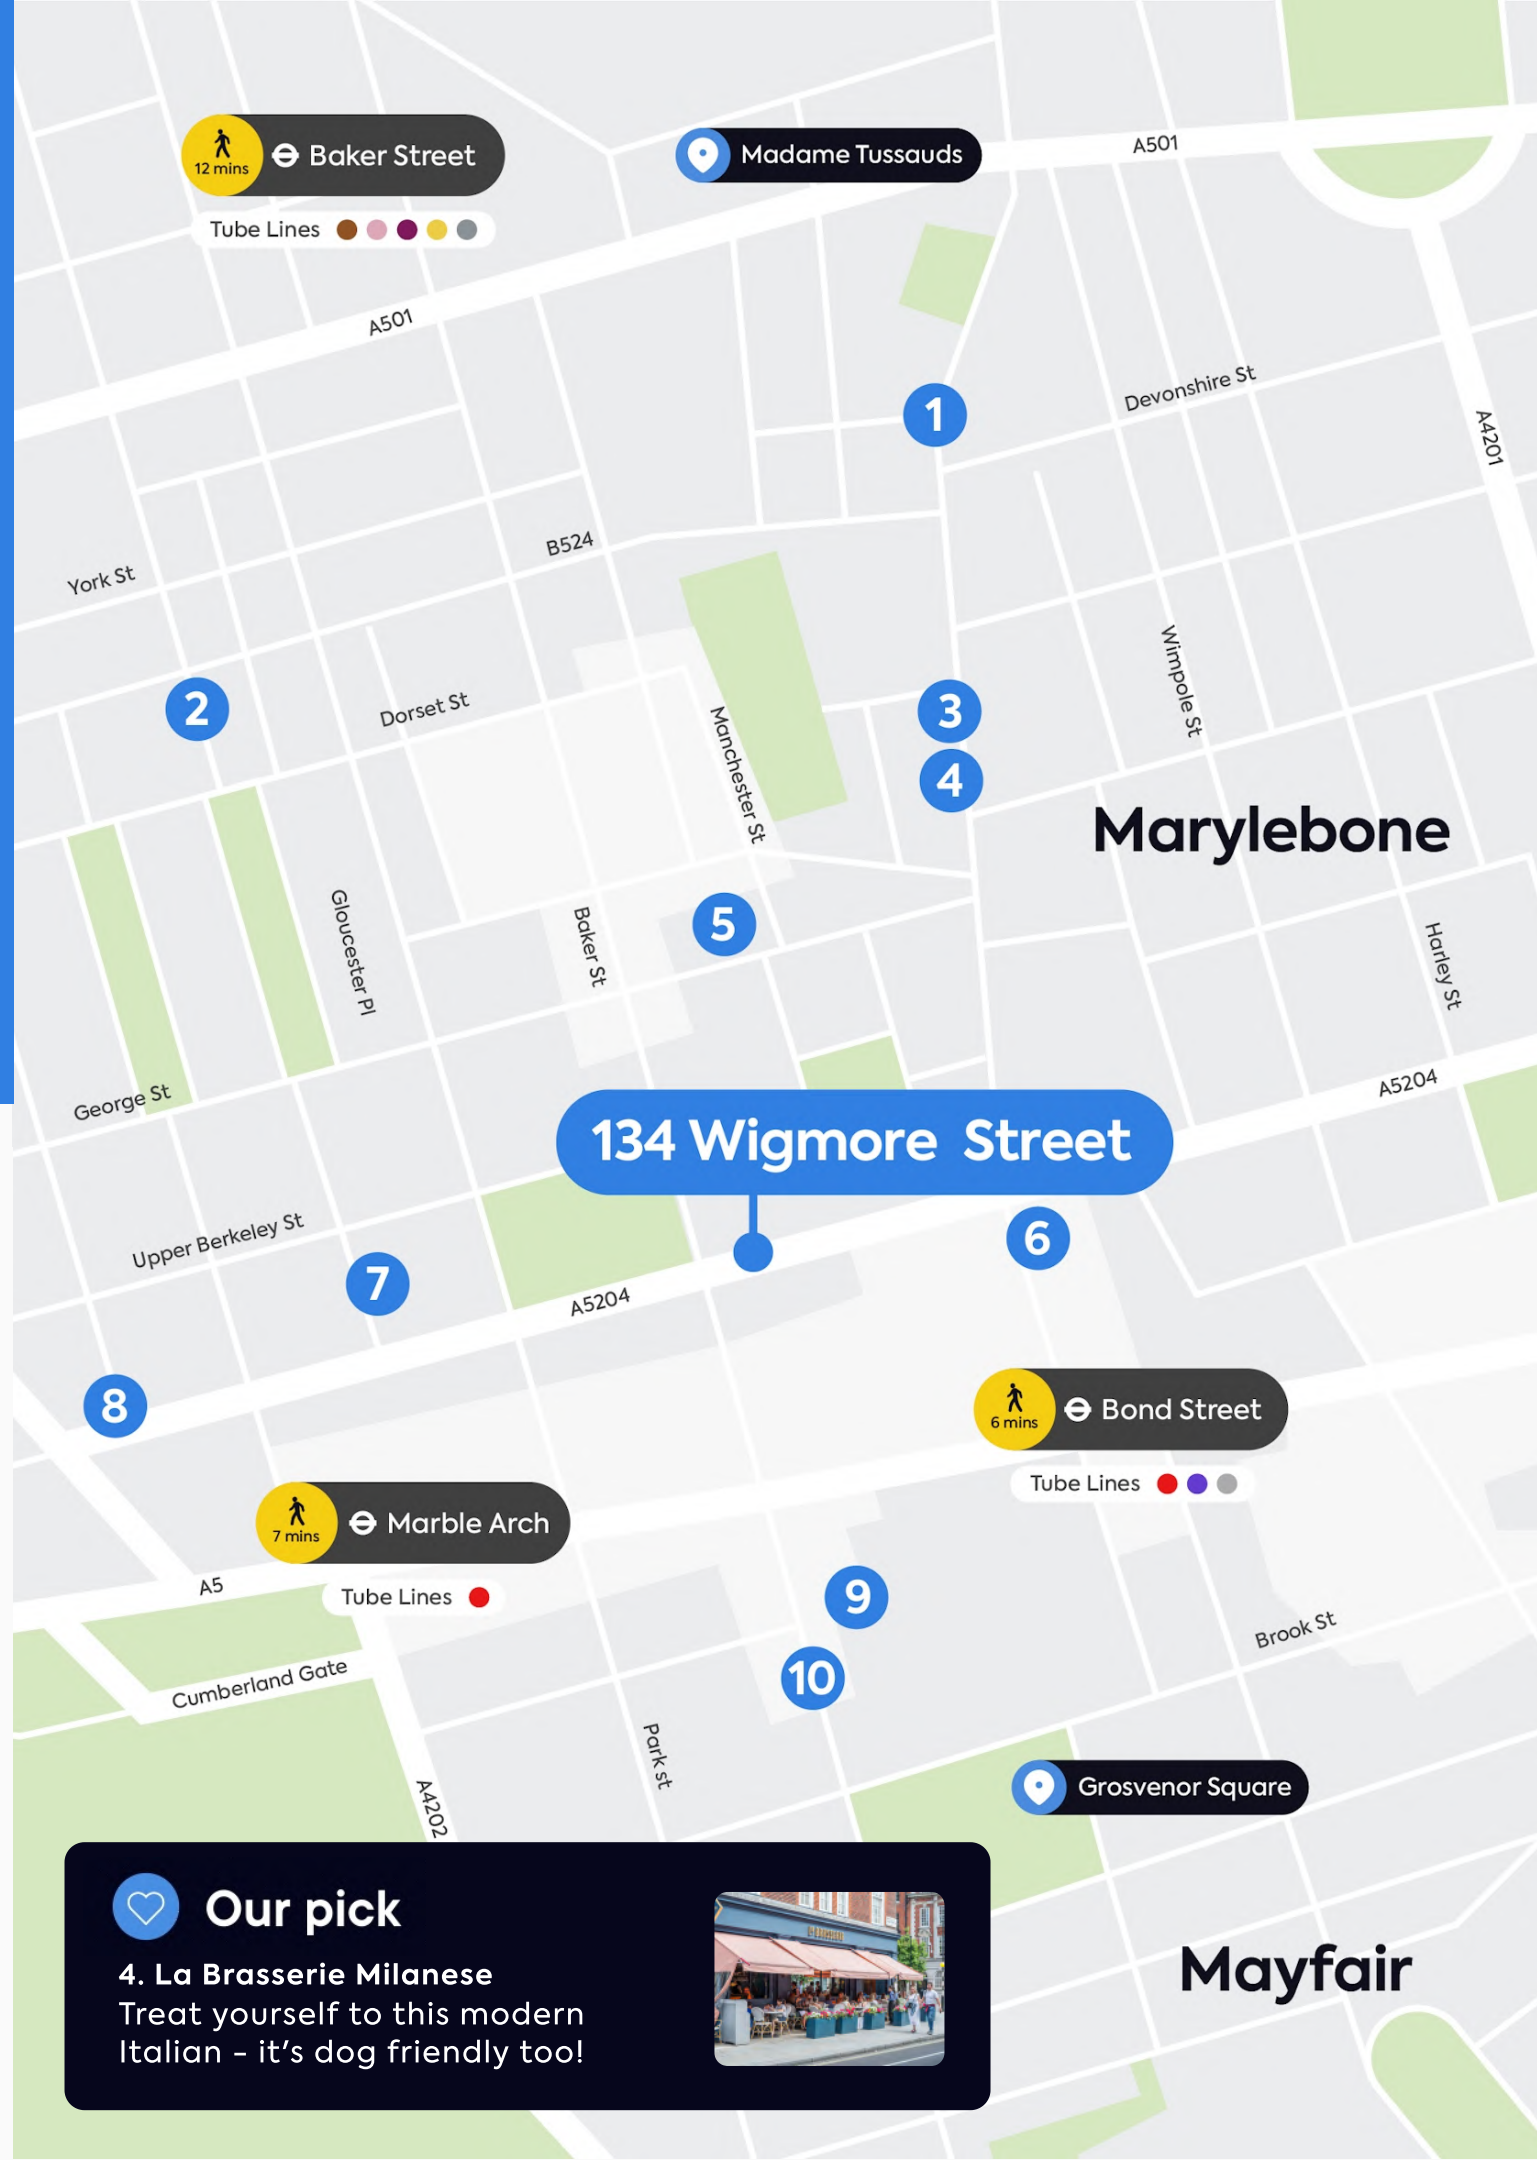 12 mins
Baker Street
Tube Lines
Madame Tussauds
A501
A501
Devonshire St
A4201
1
York St
B524
2
Dorset St
Manchester St
3
4
Wimpole St
Marylebone
Gloucester Pl
Baker St
5
Harley St
George St
A5204
134 Wigmore Street
6
Upper Berkeley St
7
A5204
8
6 mins
Bond Street
Tube Lines
7 mins
Marble Arch
Tube Lines
A5
9
10
Brook St
Cumberland Gate
Park st
A4202
Grosvenor Square
Our pick
4. La Brasserie Milanese
Treat yourself to this modern
Italian - it's dog friendly too!
Mayfair